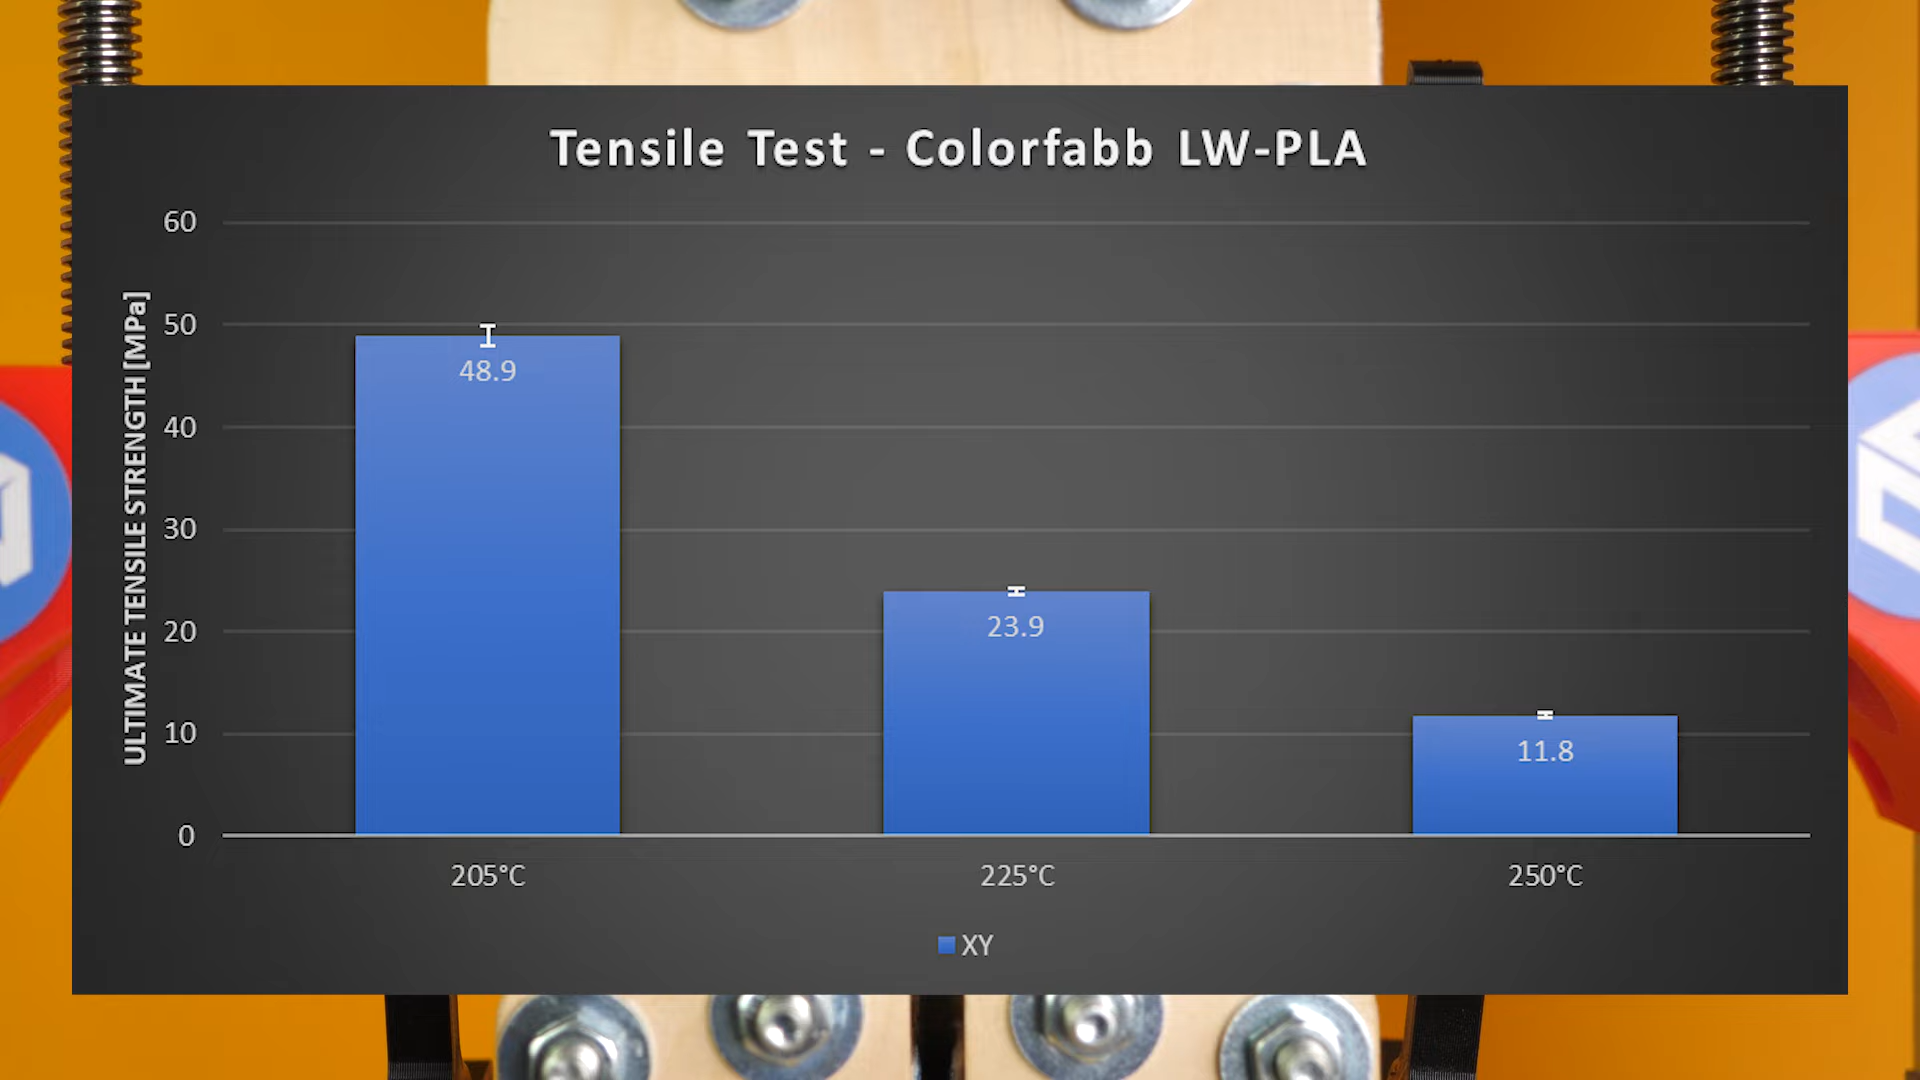 Tensile Test - Colorfabb LW-PLA
ULTIMATE TENSILE STRENGTH [MPa]
60
50
40
30
20
10
0
48.9
23.9
11.8
205°C
225°C
250°C
XY